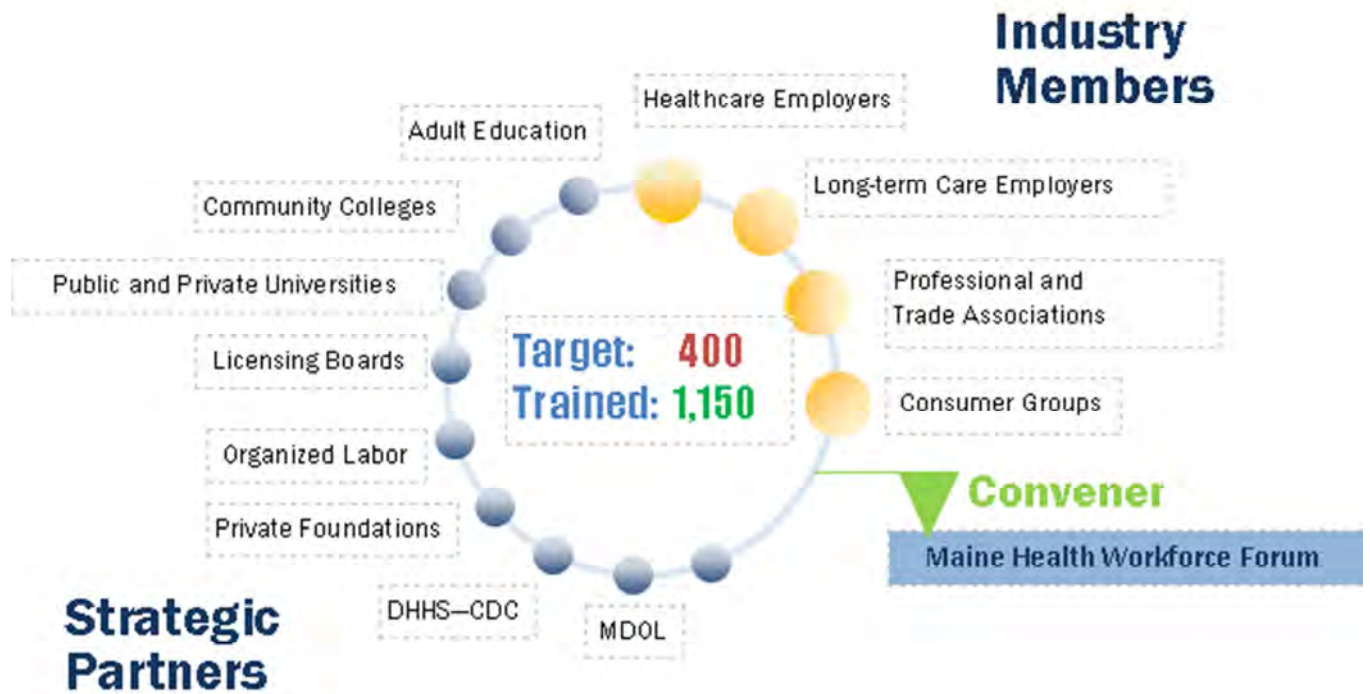 Industry
Members
Healthcare Employers
Adult Education
Long-term Care Employers
Community Colleges
Professional and
Trade Associations
Public and Private Universities
Target: 400
Trained: 1,150
Licensing Boards
Consumer Groups
Organized Labor
Convener
Private Foundations
Maine Health Workforce Forum
DHHS—CDC
MDOL
Strategic
Partners